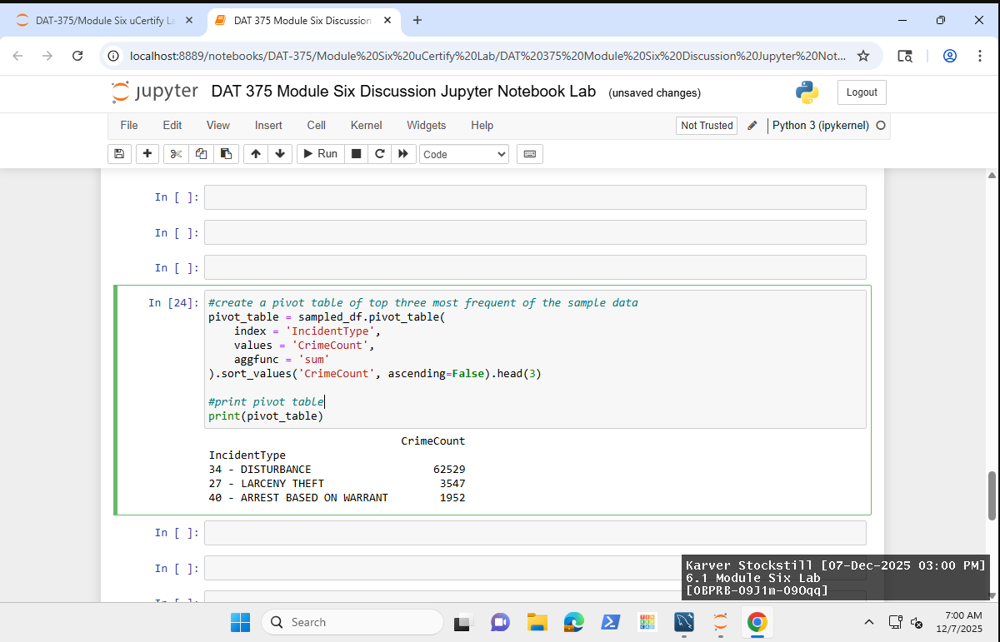 DAT-375/Module Six uCertify La
DAT 375 Module Six Discussion
localhost:8889/notebooks/DAT-375/Module%20Six%20uCertify%20Lab/DAT%20375%20Module%20Six%20Discussion%20Jupyter%20Not...
jupyter DAT 375 Module Six Discussion Jupyter Notebook Lab (unsaved changes)
Logout
File Edit View Insert Cell Kernel Widgets Help
Not Trusted Python 3 (ipykernel)
Run Code
In [ ]:
In [ ]:
In [ ]:
In [24]: #create a pivot table of top three most frequent of the sample data
pivot_table = sampled_df.pivot_table(
    index = 'IncidentType',
    values = 'CrimeCount',
    aggfunc = 'sum'
).sort_values('CrimeCount', ascending=False).head(3)
#print pivot table
print(pivot_table)
CrimeCount
IncidentType
34 - DISTURBANCE 62529
27 - LARCENY THEFT 3547
40 - ARREST BASED ON WARRANT 1952
In [ ]:
In [ ]:
In [ ]:
Karver Stockstill [07-Dec-2025 03:00 PM]
6.1 Module Six Lab
[OBPRB-09J1m-09Oqq]
Search
7:00 AM
12/7/2025